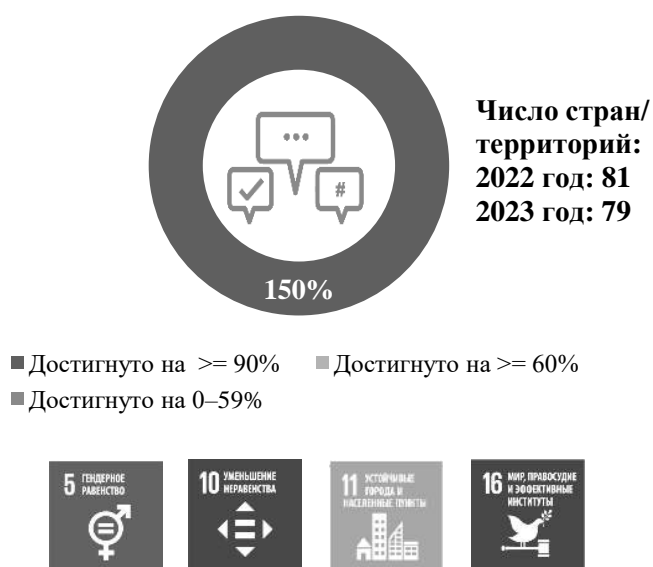 Число стран/
территорий:
2022 год: 81
2023 год: 79
#
150%
Достигнуто на >= 90%
Достигнуто на >= 60%
Достигнуто на 0–59%
5 ГЕНДЕРНОЕ
РАВЕНСТВО
10 УМЕНЬШЕНИЕ
НЕРАВЕНСТВА
11 УСТОЙЧИВЫЕ
ГОРОДА И
НАСЕЛЕННЫЕ ПУНКТЫ
16 МИР, ПРАВОСУДИЕ
И ЭФФЕКТИВНЫЕ
ИНСТИТУТЫ